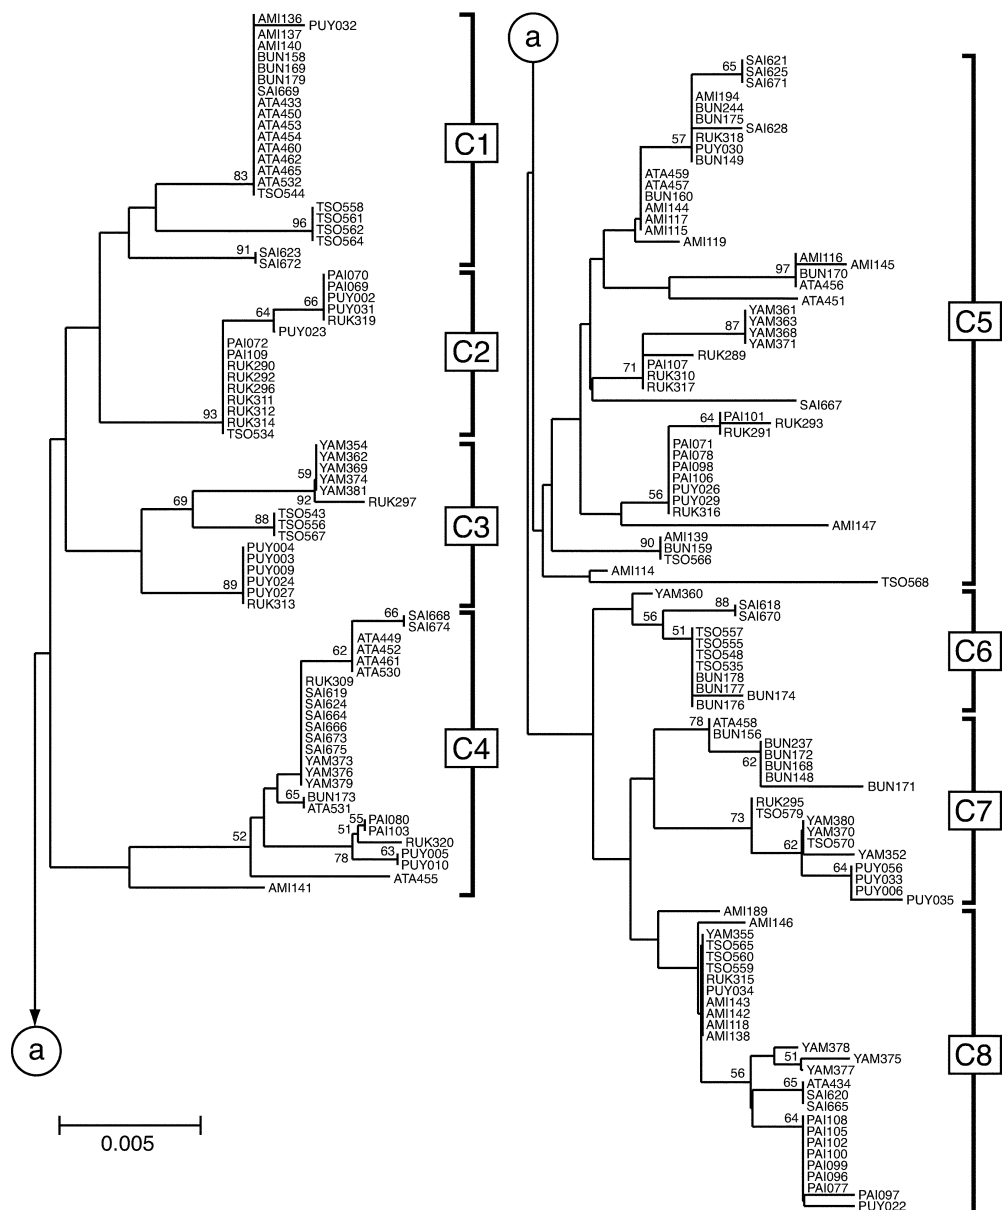 AMI136
PUY032
AMI137
AMI140
BUN158
BUN169
BUN179
SAI669
ATA433
ATA450
ATA453
ATA454
ATA460
ATA462
ATA465
83
ATA532
TSO544
TSO558
TSO561
96
TSO562
TSO564
91
SAI623
SAI672
C1
PAI070
PAI069
PUY002
66
PUY031
RUK319
64
PUY023
PAI072
PAI109
RUK290
RUK292
RUK296
RUK311
RUK312
93
RUK314
TSO534
C2
YAM354
YAM362
YAM369
59
YAM374
YAM381
92
RUK297
69
TSO543
88
TSO556
TSO567
PUY004
PUY003
PUY009
PUY024
89
PUY027
RUK313
C3
66
SAI668
SAI674
ATA449
62
ATA452
ATA461
ATA530
RUK309
SAI619
SAI624
SAI664
SAI666
SAI673
SAI675
YAM373
YAM376
YAM379
65
BUN173
ATA531
55
PAI080
51
PAI103
52
RUK320
78
63
PUY005
PUY010
ATA455
AMI141
C4
a
0.005
a
65
SAI621
SAI625
SAI671
AMI194
BUN244
BUN175
SAI628
57
RUK318
PUY030
BUN149
ATA459
ATA457
BUN160
AMI144
AMI117
AMI115
AMI119
AMI116
AMI145
97
BUN170
ATA456
ATA451
YAM361
YAM363
87
YAM368
YAM371
RUK289
71
PAI107
RUK310
RUK317
SAI667
64
PAI101
RUK293
RUK291
PAI071
PAI078
PAI098
PAI106
PUY026
56
PUY029
RUK316
AMI147
AMI139
90
BUN159
TSO566
AMI114
TSO568
C5
YAM360
88
SAI618
56
SAI670
51
TSO557
TSO555
TSO548
TSO535
BUN178
BUN177
BUN174
BUN176
C6
78
ATA458
BUN156
BUN237
BUN172
62
BUN168
BUN148
BUN171
RUK295
73
TSO579
YAM380
YAM370
62
TSO570
YAM352
64
PUY056
PUY033
PUY006
PUY035
C7
AMI189
AMI146
YAM355
TSO565
TSO560
TSO559
RUK315
PUY034
AMI143
AMI142
AMI118
AMI138
YAM378
51
YAM375
56
YAM377
65
ATA434
SAI620
SAI665
64
PAI108
PAI105
PAI102
PAI100
PAI099
PAI096
PAI077
PAI097
PUY022
C8